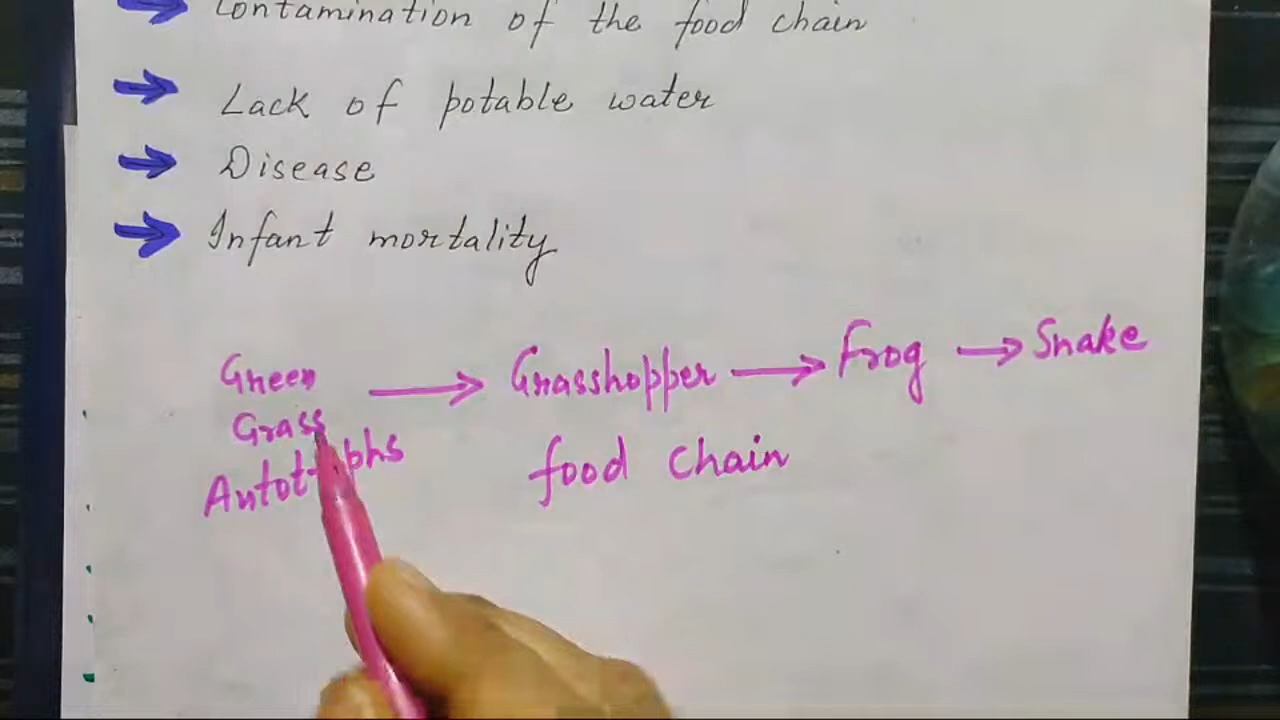 Contamination of the food chain
Lack of potable water
Disease
Infant mortality
Green → Grasshopper → Frog → Snake
Grass
food chain